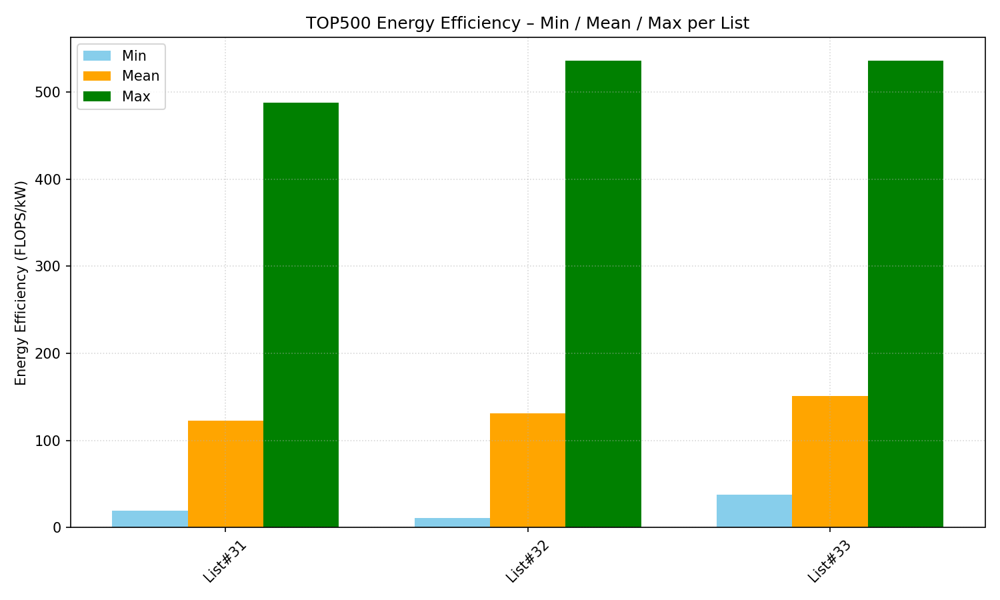 TOP500 Energy Efficiency – Min / Mean / Max per List
Min
Mean
Max
Energy Efficiency (FLOPS/kW)
500
400
300
200
100
0
List#31
List#32
List#33